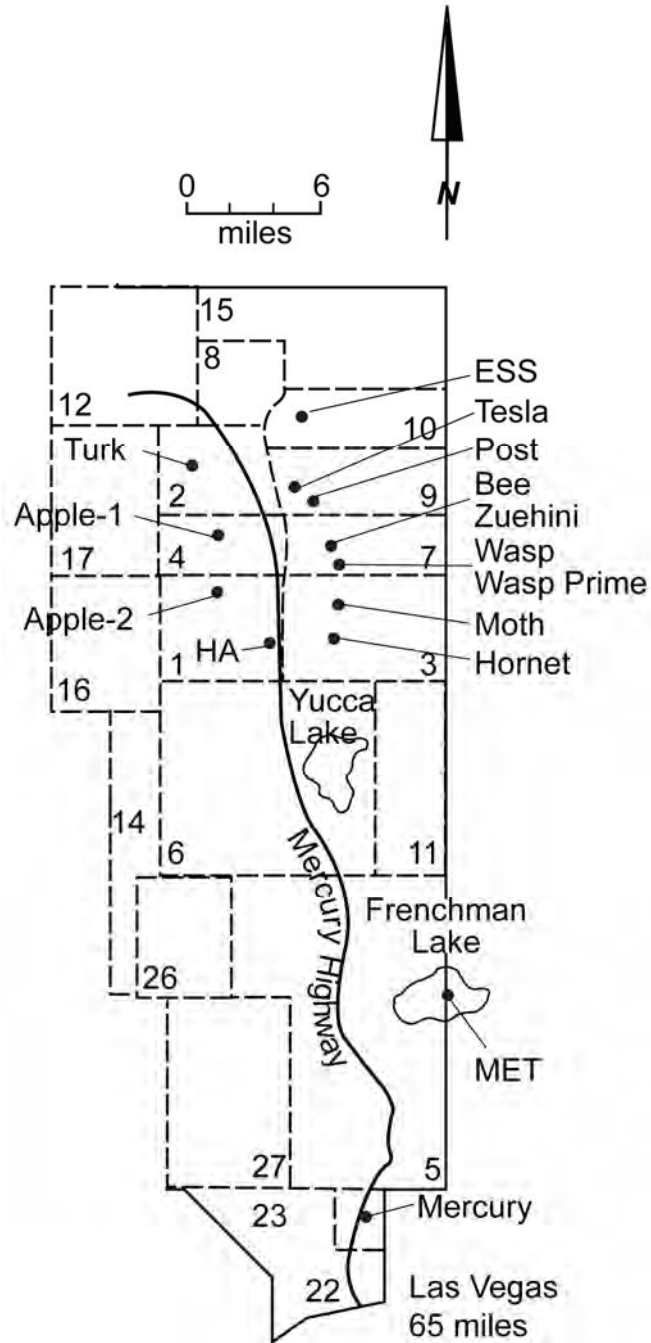 N
0 6
miles
15
8
12
ESS
Tesla
10
Post
Turk
Bee
2
9
Zuehini
Apple-1
17
4
7
Wasp
Wasp Prime
Apple-2
Moth
HA
16
1
3
Hornet
Yucca
Lake
14
6
11
Mercury Highway
Frenchman
Lake
26
MET
27
5
23
Mercury
22
Las Vegas
65 miles